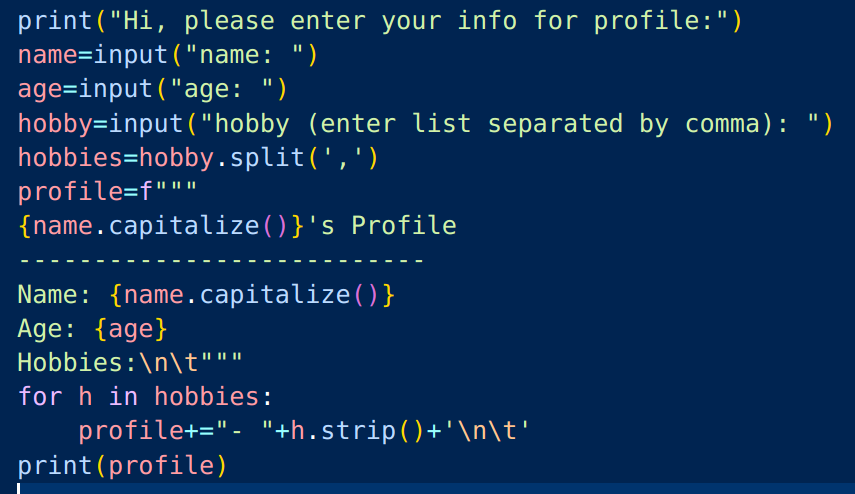 print("Hi, please enter your info for profile:")
name=input("name: ")
age=input("age: ")
hobby=input("hobby (enter list separated by comma): ")
hobbies=hobby.split(',')
profile=f"""
{name.capitalize()}'s Profile
---------------------------
Name: {name.capitalize()}
Age: {age}
Hobbies:\n\t"""
for h in hobbies:
    profile+="- "+h.strip()+'\n\t'
print(profile)